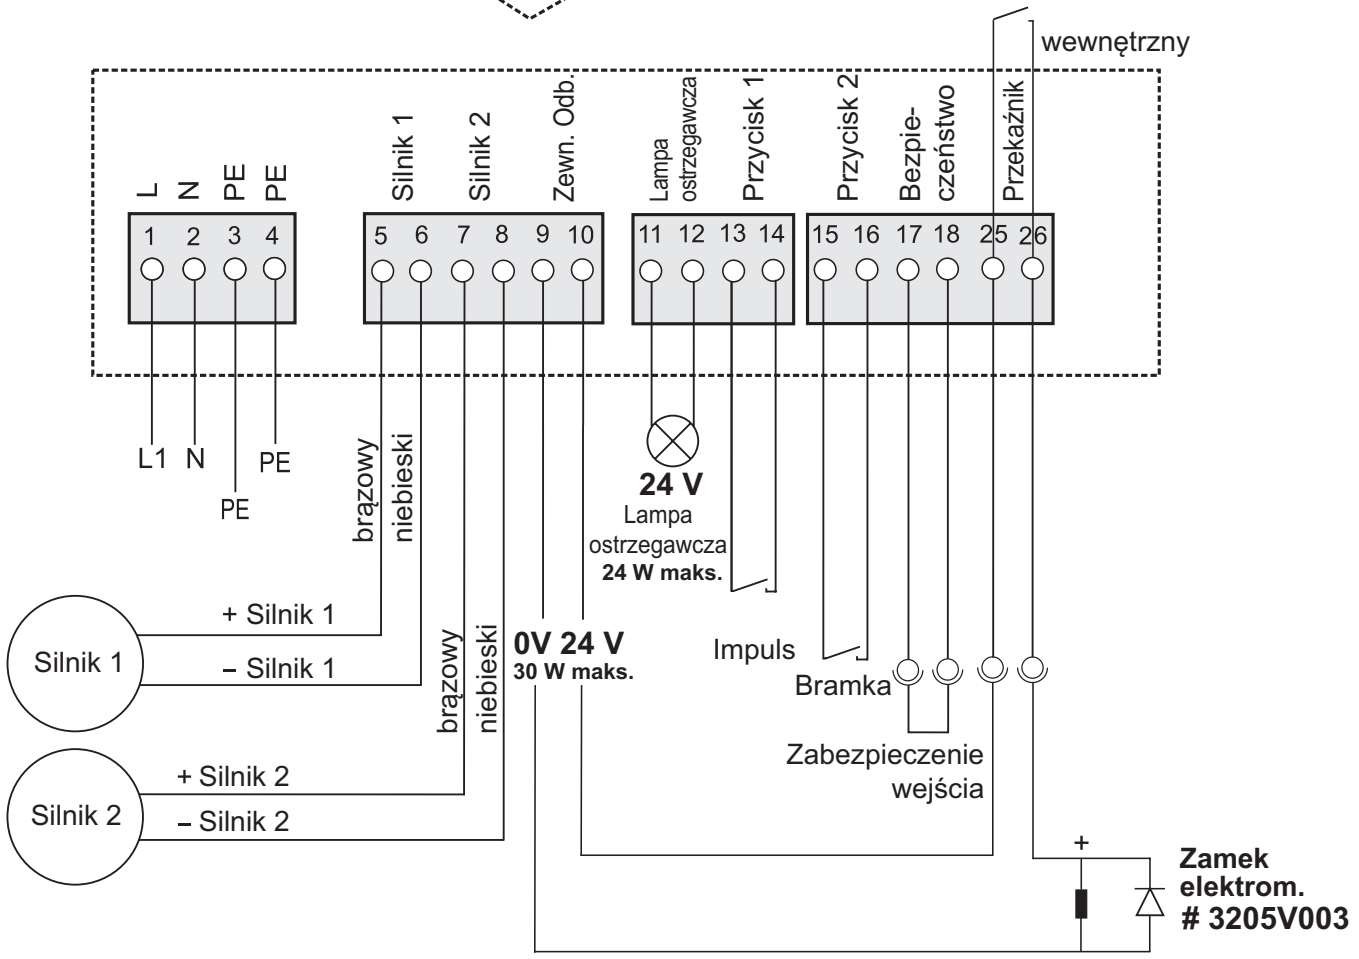 wewnętrzny
L
N
PE
PE
Silnik 1
Silnik 2
Zewn. Odb.
Lampa
ostrzegawcza
Przycisk 1
Przycisk 2
Bezpie-
czeństwo
Przekaźnik
1 2 3 4
5 6 7 8 9 10
11 12 13 14
15 16 17 18 25 26
L1 N PE
PE
brązowy
niebieski
24 V
Lampa
ostrzegawcza
24 W maks.
+ Silnik 1
Silnik 1
– Silnik 1
brązowy
niebieski
0V 24 V
30 W maks.
Impuls
Bramka
Zabezpieczenie
wejścia
+ Silnik 2
Silnik 2
– Silnik 2
+
Zamek
elektrom.
# 3205V003